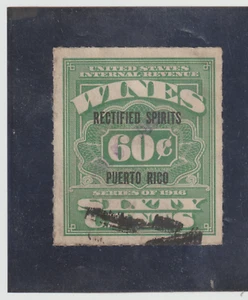 UNITED STATES
INTERNAL REVENUE
WINES
RECTIFIED SPIRITS
60¢
PUERTO RICO
SERIES OF 1916
SIXTY
CENTS